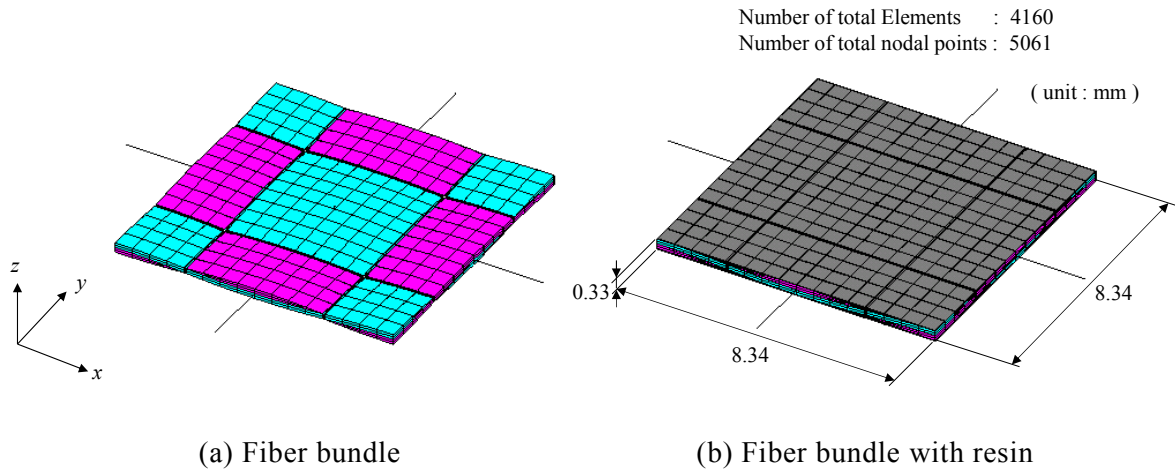 Number of total Elements : 4160
Number of total nodal points : 5061
( unit : mm )
z
y
x
0.33
8.34
8.34
(a) Fiber bundle
(b) Fiber bundle with resin